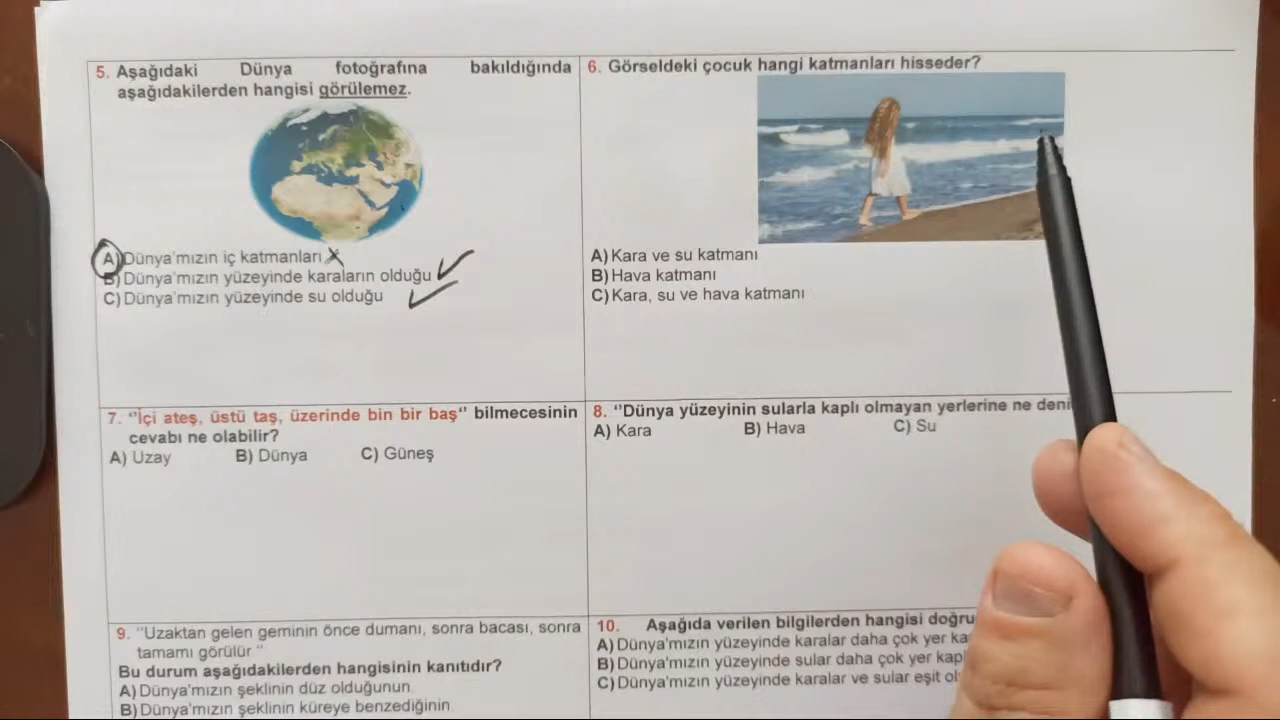 5. Aşağıdaki Dünya fotoğrafına bakıldığında
aşağıdakilerden hangisi görülemez.
A) Dünya'mızın iç katmanları
B) Dünya'mızın yüzeyinde karaların olduğu
C) Dünya'mızın yüzeyinde su olduğu
6. Görseldeki çocuk hangi katmanları hisseder?
A) Kara ve su katmanı
B) Hava katmanı
C) Kara, su ve hava katmanı
7. “İçi ateş, üstü taş, üzerinde bin bir baş” bilmecesinin
cevabı ne olabilir?
A) Uzay B) Dünya C) Güneş
8. “Dünya yüzeyinin sularla kaplı olmayan yerlerine ne
A) Kara B) Hava C) Su
9. “Uzaktan gelen geminin önce dumanı, sonra bacası, sonra
tamamı görülür.”
Bu durum aşağıdakilerden hangisinin kanıtıdır?
A) Dünya'mızın şeklinin düz olduğunun
B) Dünya'mızın şeklinin küreye benzediğinin
10. Aşağıda verilen bilgilerden hangisi
A) Dünya'mızın yüzeyinde karalar daha çok yer
B) Dünya'mızın yüzeyinde sular daha çok yer
C) Dünya'mızın yüzeyinde karalar ve sular eşit